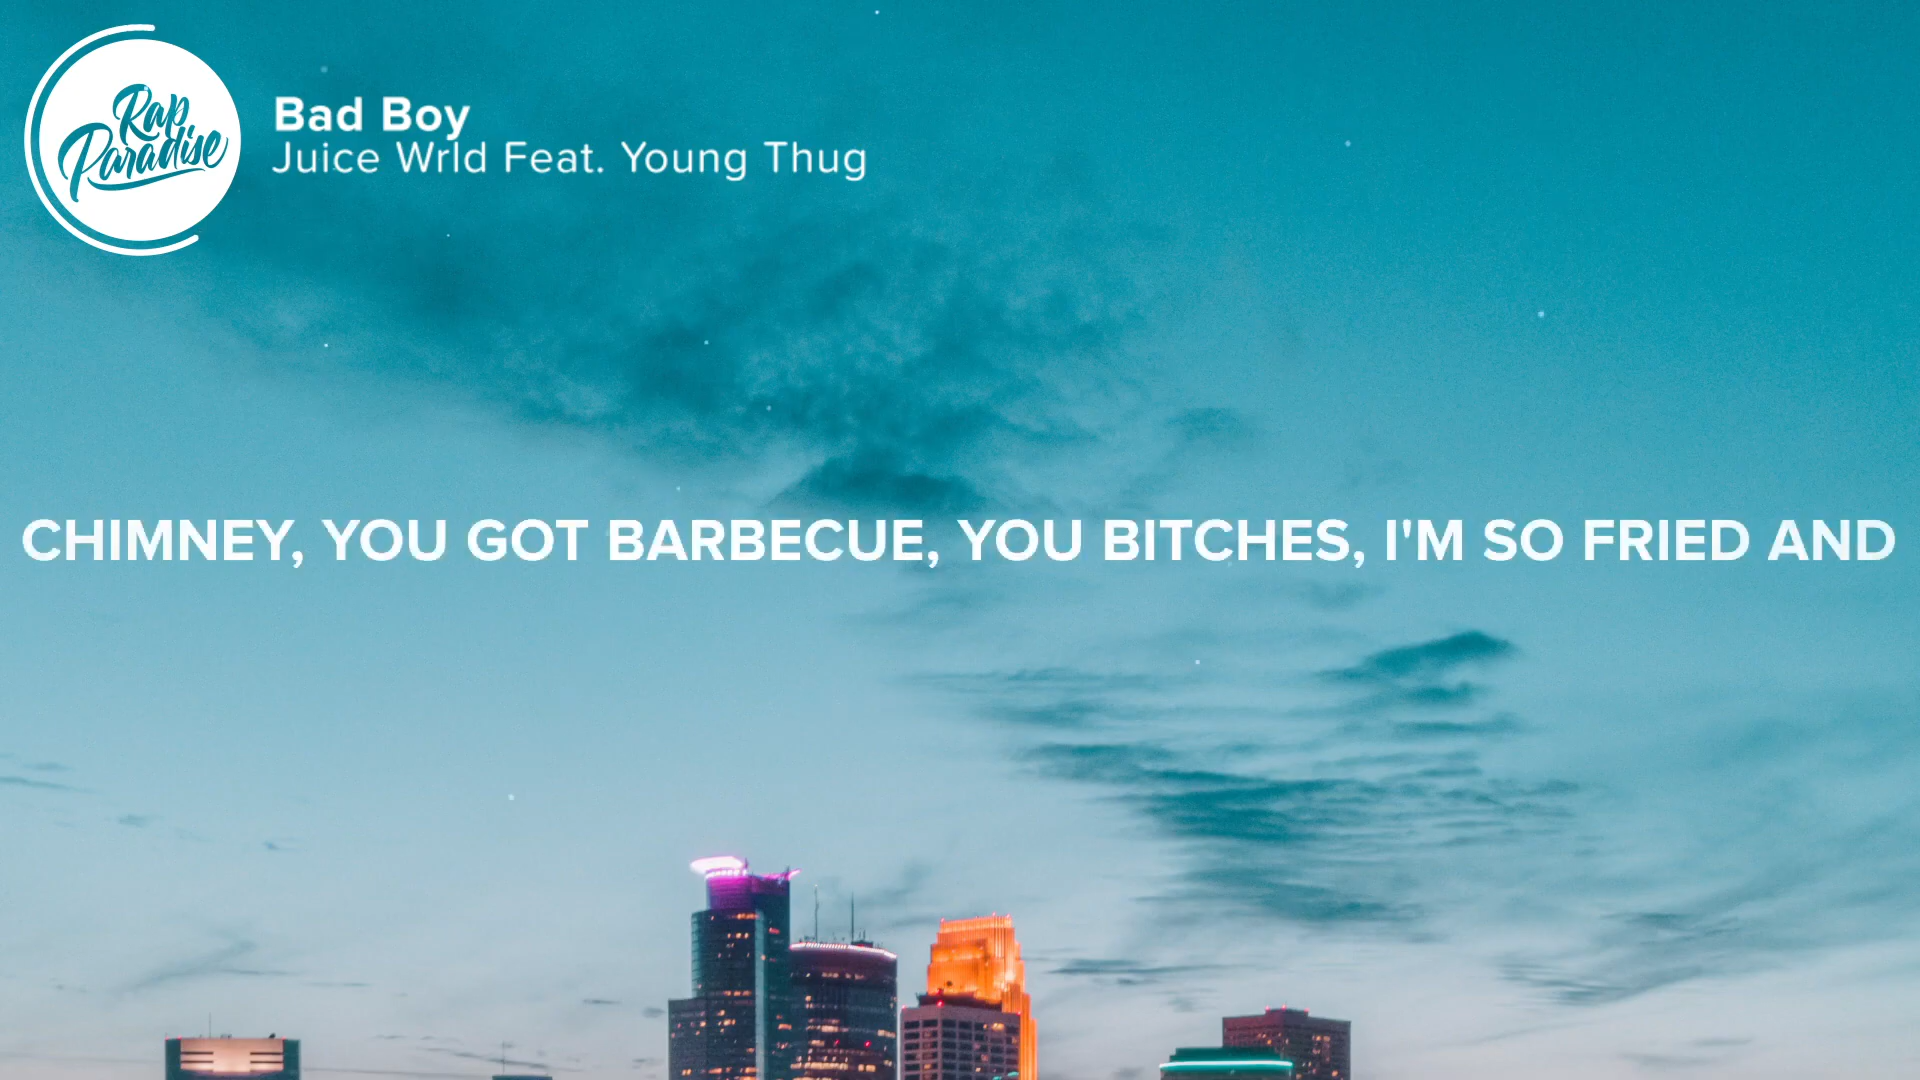 Rap
Paradise
Bad Boy
Juice Wrld Feat. Young Thug
CHIMNEY, YOU GOT BARBECUE, YOU BITCHES, I'M SO FRIED AND